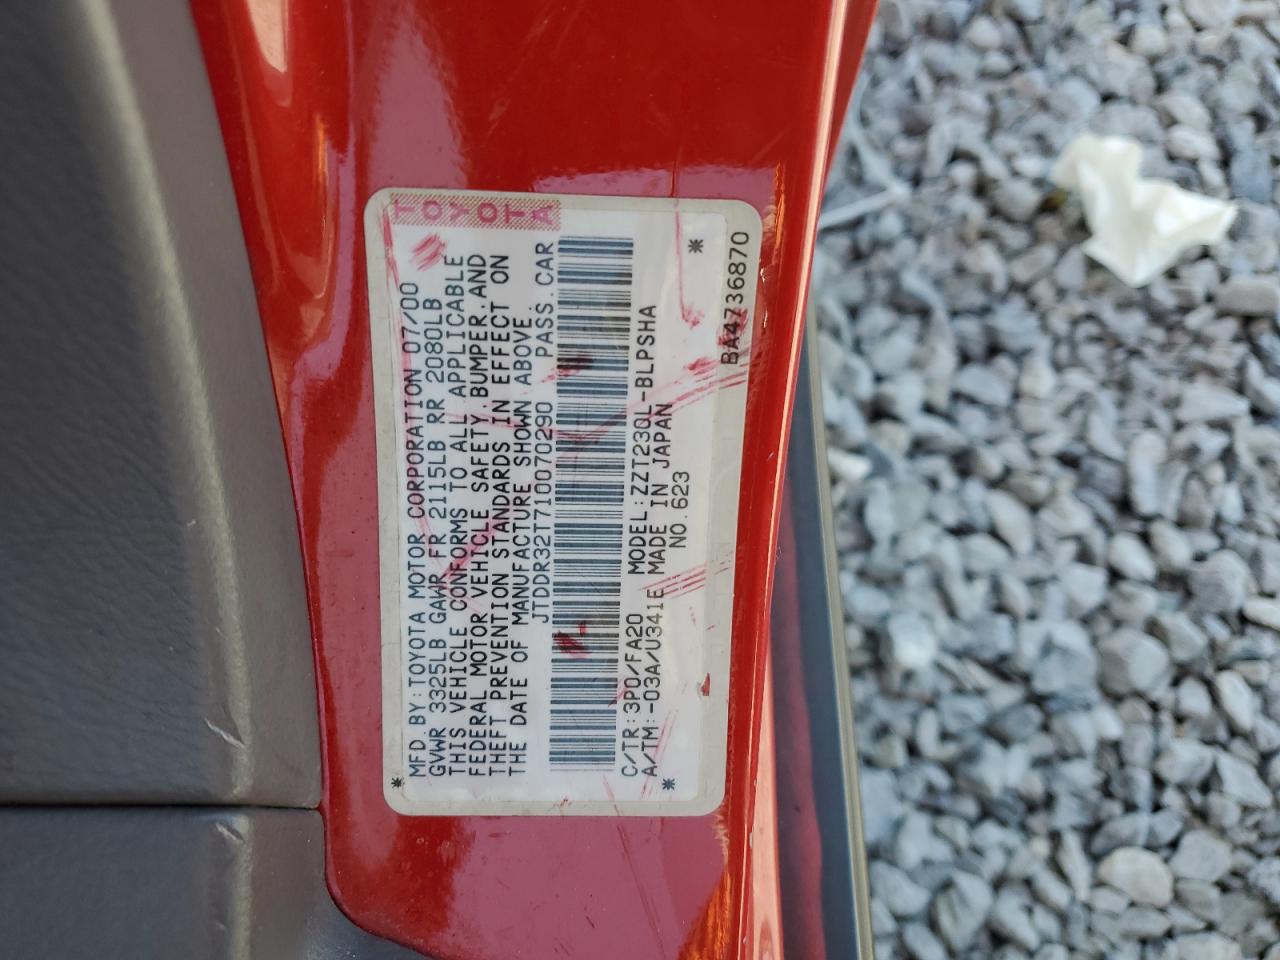 TOYOTA
MFD. BY: TOYOTA MOTOR CORPORATION 07/00
GVWR 3325LB GAWR FR 2115LB RR 2080LB
THIS VEHICLE CONFORMS TO ALL APPLICABLE
FEDERAL MOTOR VEHICLE SAFETY, BUMPER,AND
THEFT PREVENTION STANDARDS IN EFFECT ON
THE DATE OF MANUFACTURE SHOWN ABOVE.
JTDDR32T710070290 PASS.CAR
C/TR:3P0/FA20 MODEL:ZZT230L-BLPSHA
A/TM:-03A/U341E MADE IN JAPAN
NO.623
BA4736870